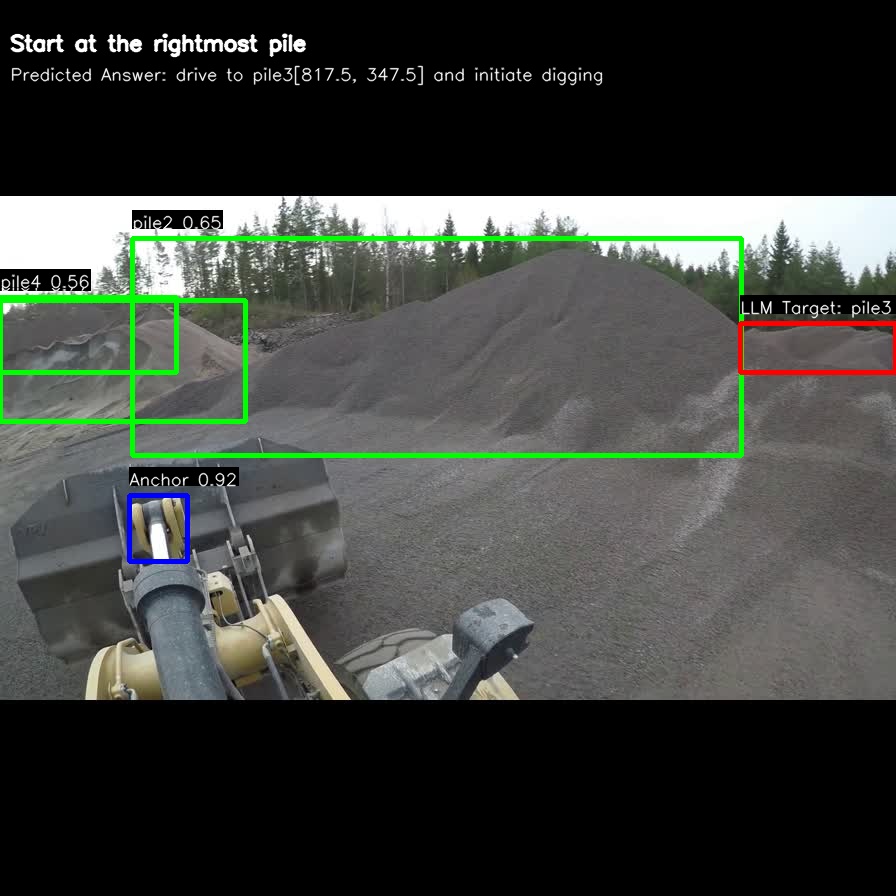 Start at the rightmost pile
Predicted Answer: drive to pile3[817.5, 347.5] and initiate digging
pile2 0.65
pile4 0.56
LLM Target: pile3
Anchor 0.92